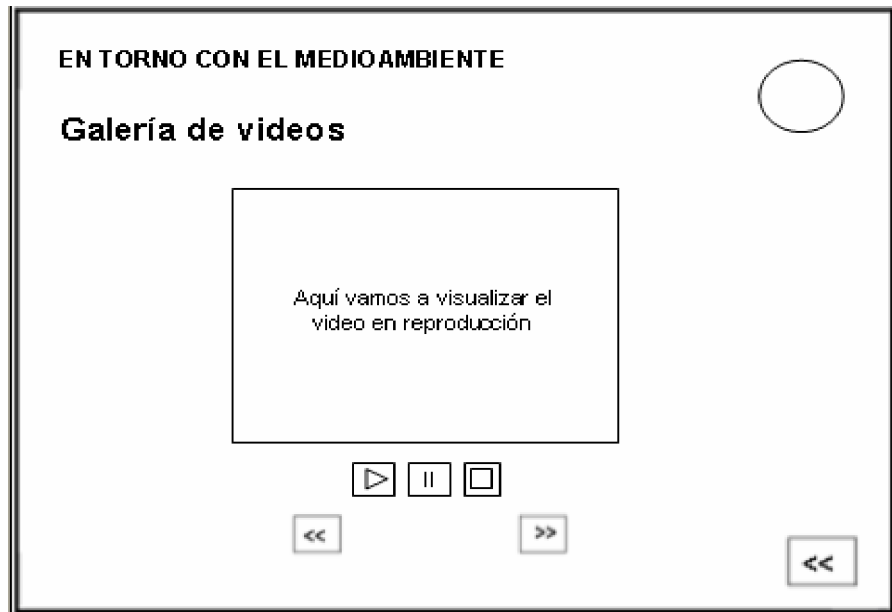 EN TORNO CON EL MEDIOAMBIENTE
Galería de videos
Aquí vamos a visualizar el
video en reproducción
<< >>
<<